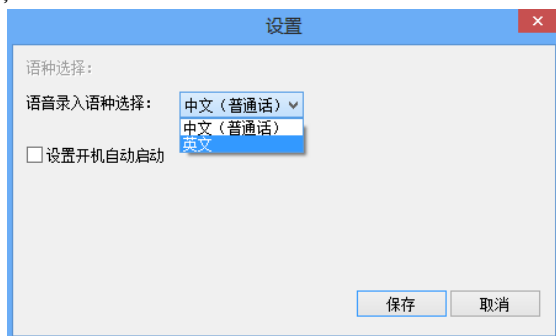 设置
语种选择：
语音录入语种选择： 中文（普通话）
中文（普通话）
英文
设置开机自动启动
保存 取消